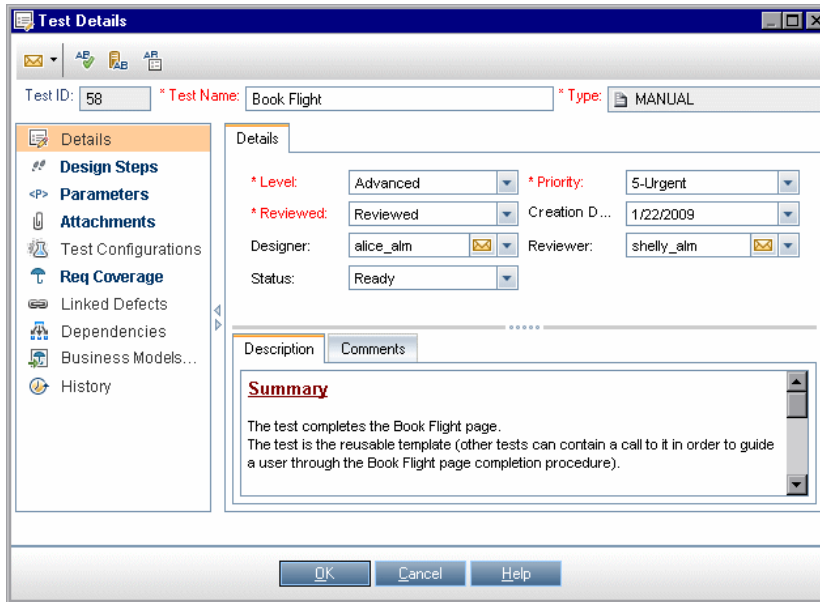 Test Details
Test ID: 58 * Test Name: Book Flight * Type: MANUAL
Details
Design Steps
<P> Parameters
Attachments
Test Configurations
Req Coverage
Linked Defects
Dependencies
Business Models...
History
Details
* Level: Advanced * Priority: 5-Urgent
* Reviewed: Reviewed Creation D... 1/22/2009
Designer: alice_alm Reviewer: shelly_alm
Status: Ready
Description Comments
Summary
The test completes the Book Flight page.
The test is the reusable template (other tests can contain a call to it in order to guide
a user through the Book Flight page completion procedure).
OK Cancel Help